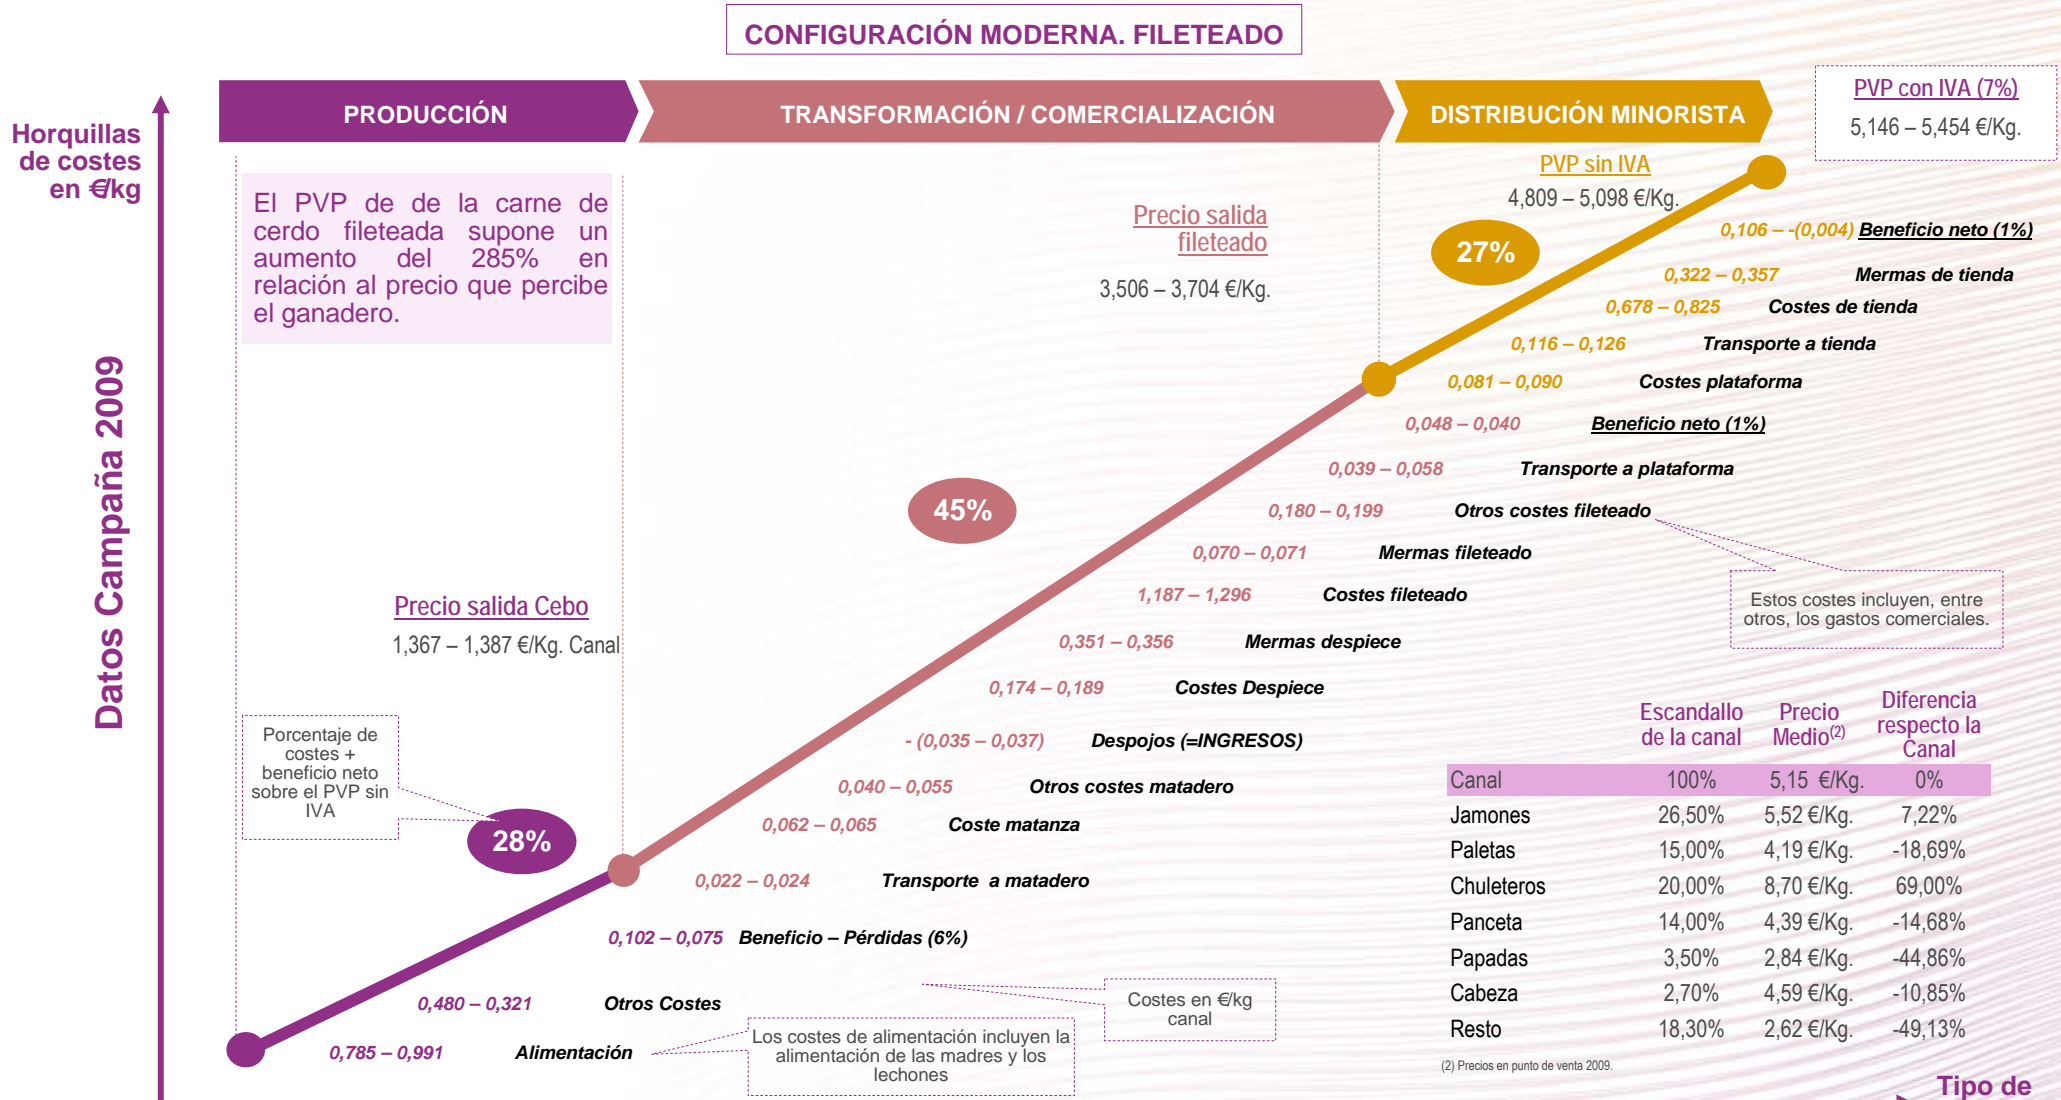 CONFIGURACIÓN MODERNA. FILETEADO
PRODUCCIÓN
TRANSFORMACIÓN / COMERCIALIZACIÓN
DISTRIBUCIÓN MINORISTA
PVP con IVA (7%)
5,146 – 5,454 €/Kg.
Horquillas
de costes
en €/kg
Datos Campaña 2009
El PVP de de la carne de
cerdo fileteada supone un
aumento del 285% en
relación al precio que percibe
el ganadero.
Precio salida
fileteado
3,506 – 3,704 €/Kg.
PVP sin IVA
4,809 – 5,098 €/Kg.
27%
0,106 – -(0,004) Beneficio neto (1%)
0,322 – 0,357 Mermas de tienda
0,678 – 0,825 Costes de tienda
0,116 – 0,126 Transporte a tienda
0,081 – 0,090 Costes plataforma
0,048 – 0,040 Beneficio neto (1%)
0,039 – 0,058 Transporte a plataforma
45%
0,180 – 0,199 Otros costes fileteado
0,070 – 0,071 Mermas fileteado
1,187 – 1,296 Costes fileteado
Estos costes incluyen, entre
otros, los gastos comerciales.
Precio salida Cebo
1,367 – 1,387 €/Kg. Canal
0,351 – 0,356 Mermas despiece
0,174 – 0,189 Costes Despiece
- (0,035 – 0,037) Despojos (=INGRESOS)
0,040 – 0,055 Otros costes matadero
0,062 – 0,065 Coste matanza
0,022 – 0,024 Transporte a matadero
Porcentaje de
costes +
beneficio neto
sobre el PVP sin
IVA
28%
0,102 – 0,075 Beneficio – Pérdidas (6%)
0,480 – 0,321 Otros Costes
0,785 – 0,991 Alimentación
Los costes de alimentación incluyen la
alimentación de las madres y los
lechones
Costes en €/kg
canal
Escandallo
de la canal
Precio
Medio(2)
Diferencia
respecto la
Canal
Canal 100% 5,15 €/Kg. 0%
Jamones 26,50% 5,52 €/Kg. 7,22%
Paletas 15,00% 4,19 €/Kg. -18,69%
Chuleteros 20,00% 8,70 €/Kg. 69,00%
Panceta 14,00% 4,39 €/Kg. -14,68%
Papadas 3,50% 2,84 €/Kg. -44,86%
Cabeza 2,70% 4,59 €/Kg. -10,85%
Resto 18,30% 2,62 €/Kg. -49,13%
(2) Precios en punto de venta 2009.
Tipo de